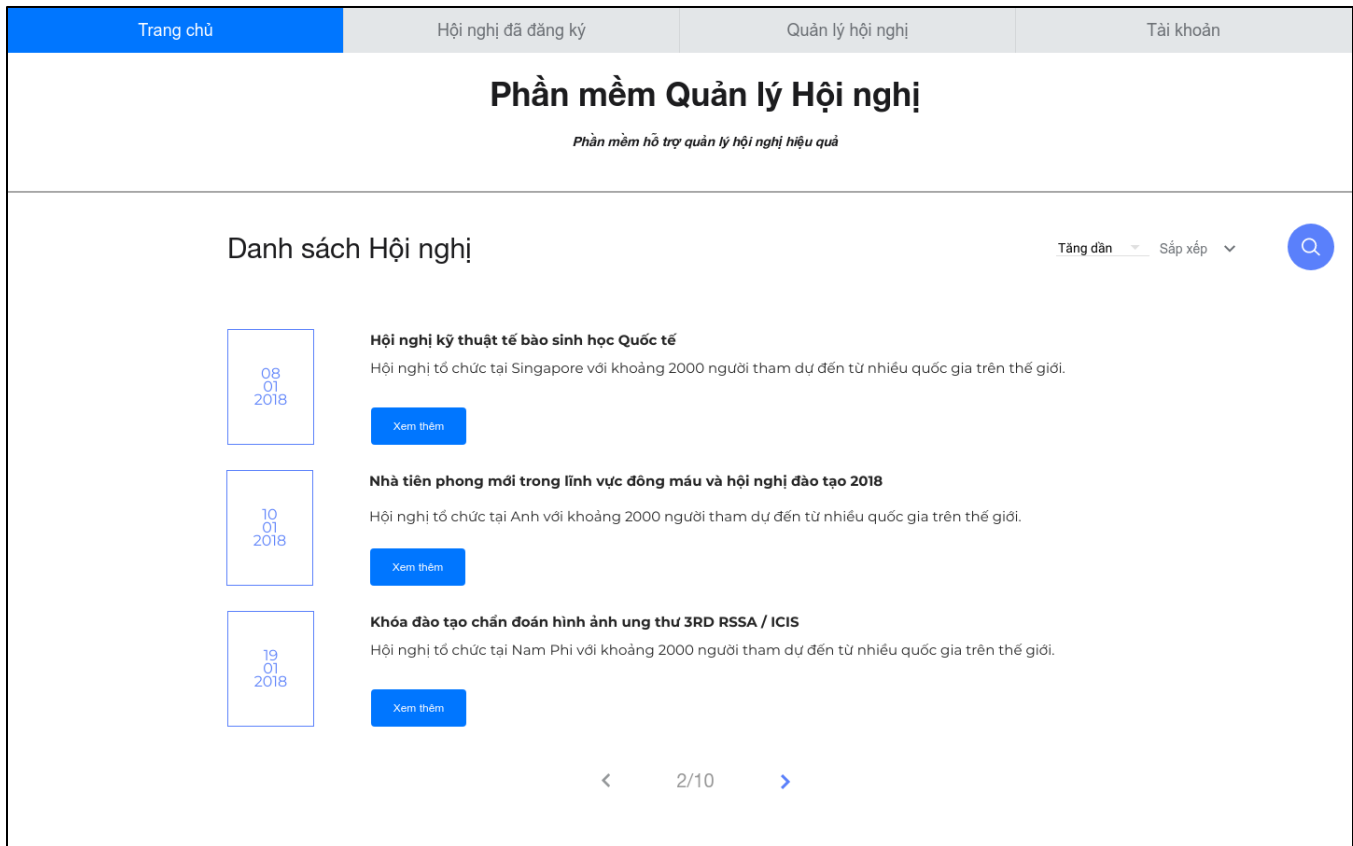 Trang chủ
Hội nghị đã đăng ký
Quản lý hội nghị
Tài khoản
Phần mềm Quản lý Hội nghị
Phần mềm hỗ trợ quản lý hội nghị hiệu quả
Danh sách Hội nghị
Tăng dần
Sắp xếp
08
01
2018
Hội nghị kỹ thuật tế bào sinh học Quốc tế
Hội nghị tổ chức tại Singapore với khoảng 2000 người tham dự đến từ nhiều quốc gia trên thế giới.
Xem thêm
10
01
2018
Nhà tiên phong mới trong lĩnh vực đông máu và hội nghị đào tạo 2018
Hội nghị tổ chức tại Anh với khoảng 2000 người tham dự đến từ nhiều quốc gia trên thế giới.
Xem thêm
19
01
2018
Khóa đào tạo chẩn đoán hình ảnh ung thư 3RD RSSA / ICIS
Hội nghị tổ chức tại Nam Phi với khoảng 2000 người tham dự đến từ nhiều quốc gia trên thế giới.
Xem thêm
2/10